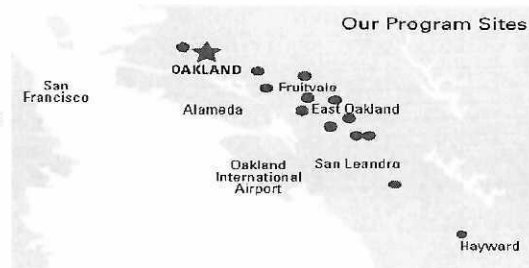 Our Program Sites
OAKLAND
San
Francisco
Fruitvale
Alameda
East Oakland
Oakland
International
Airport
San Leandro
Hayward